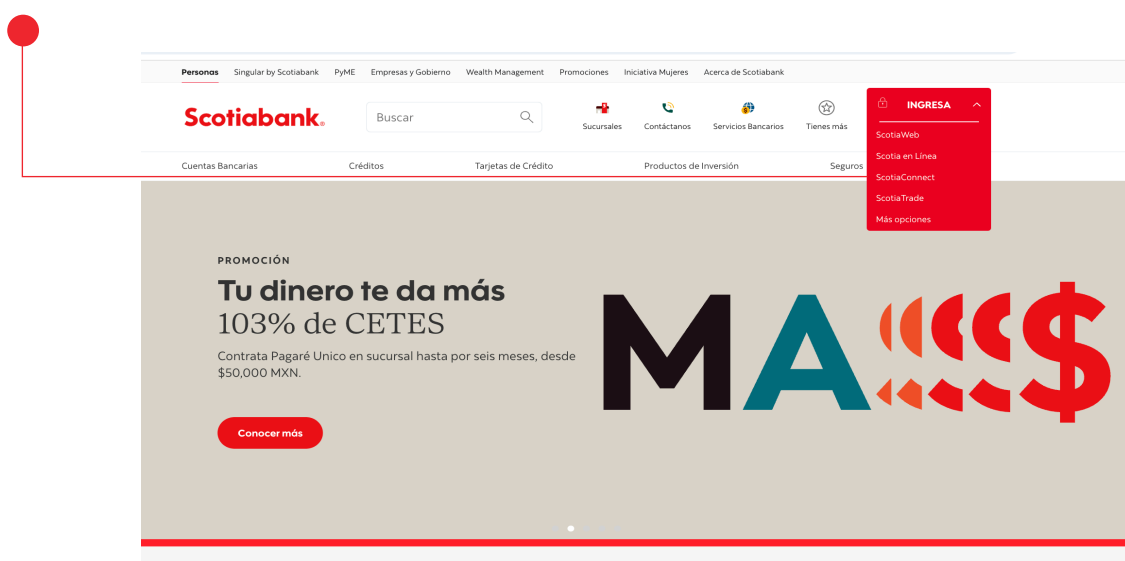 Personas Singular by Scotiabank PyME Empresas y Gobierno Wealth Management Promociones Iniciativa Mujeres Acerca de Scotiabank
Scotiabank®
Buscar
Sucursales Contáctanos Servicios Bancarios Tienes más
INGRESA
ScotiaWeb
Scotia en Línea
ScotiaConnect
ScotiaTrade
Más opciones
Cuentas Bancarias Créditos Tarjetas de Crédito Productos de Inversión Seguros
PROMOCIÓN
Tu dinero te da más
103% de CETES
Contrata Pagaré Unico en sucursal hasta por seis meses, desde
$50,000 MXN.
Conocer más
MA$